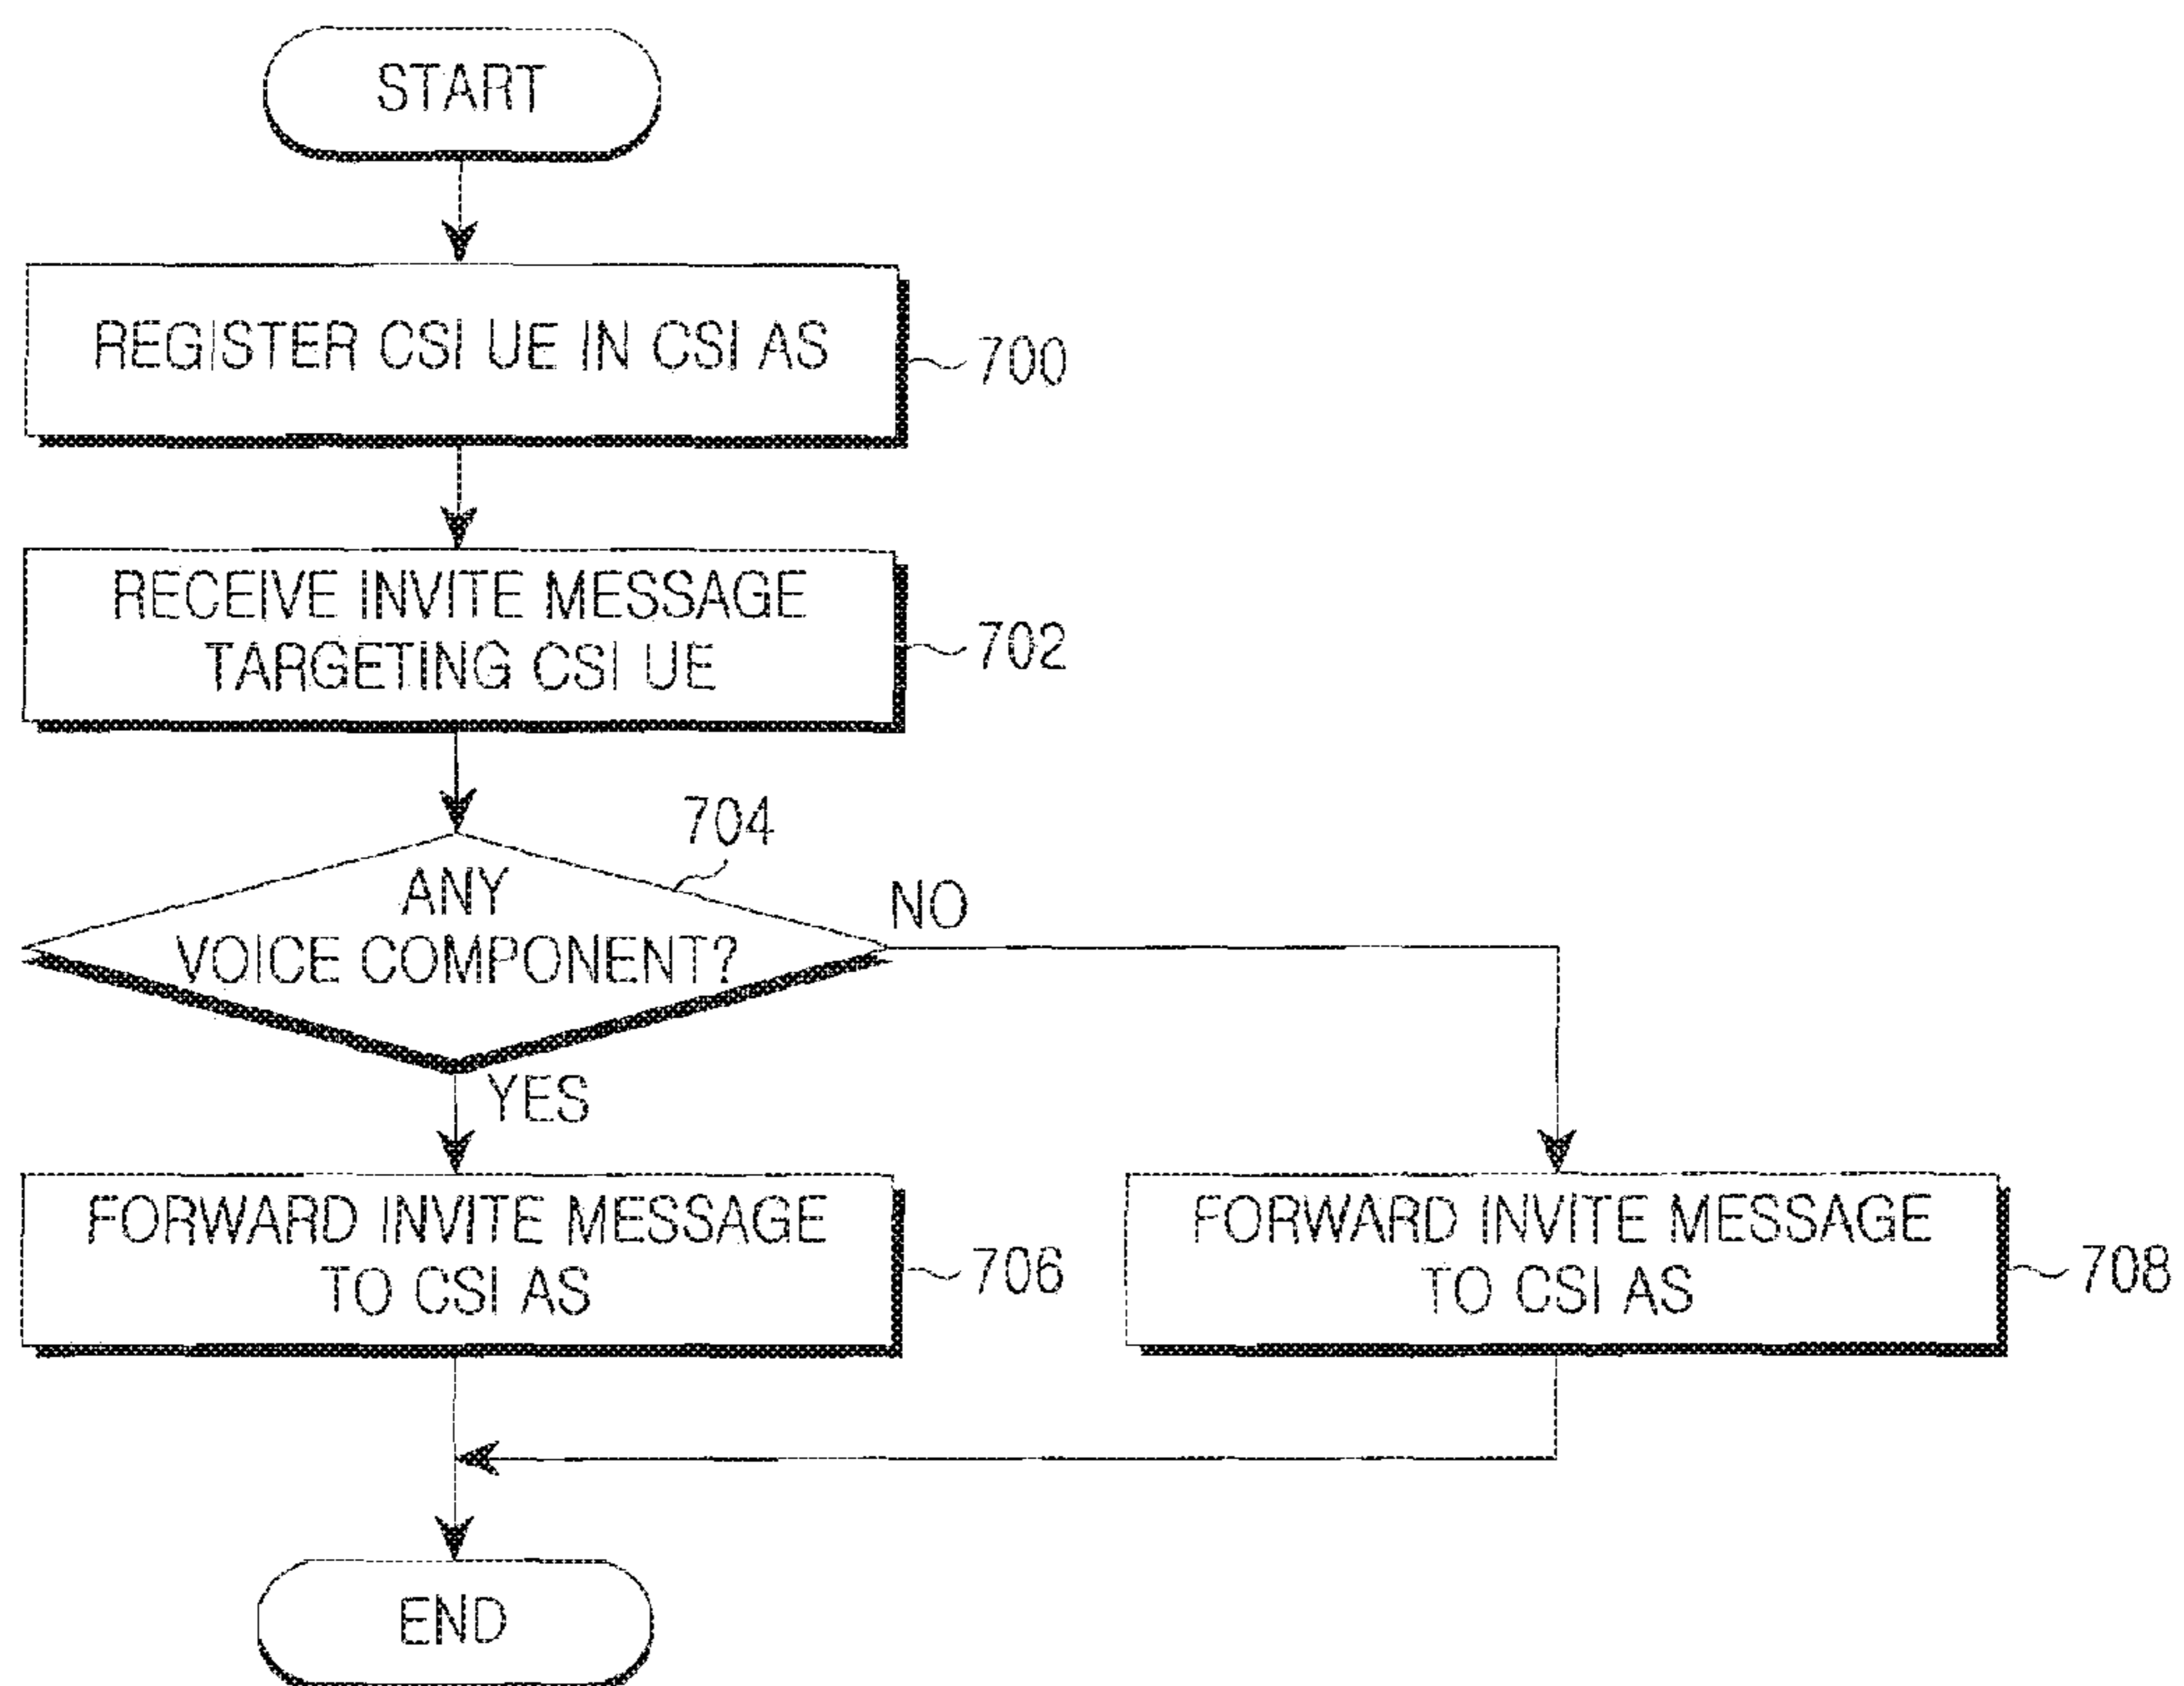 START
REGISTER CSI UE IN CSI AS
700
RECEIVE INVITE MESSAGE
TARGETING CSI UE
702
704
ANY
VOICE COMPONENT?
NO
YES
FORWARD INVITE MESSAGE
TO CSI AS
706
FORWARD INVITE MESSAGE
TO CSI AS
708
END